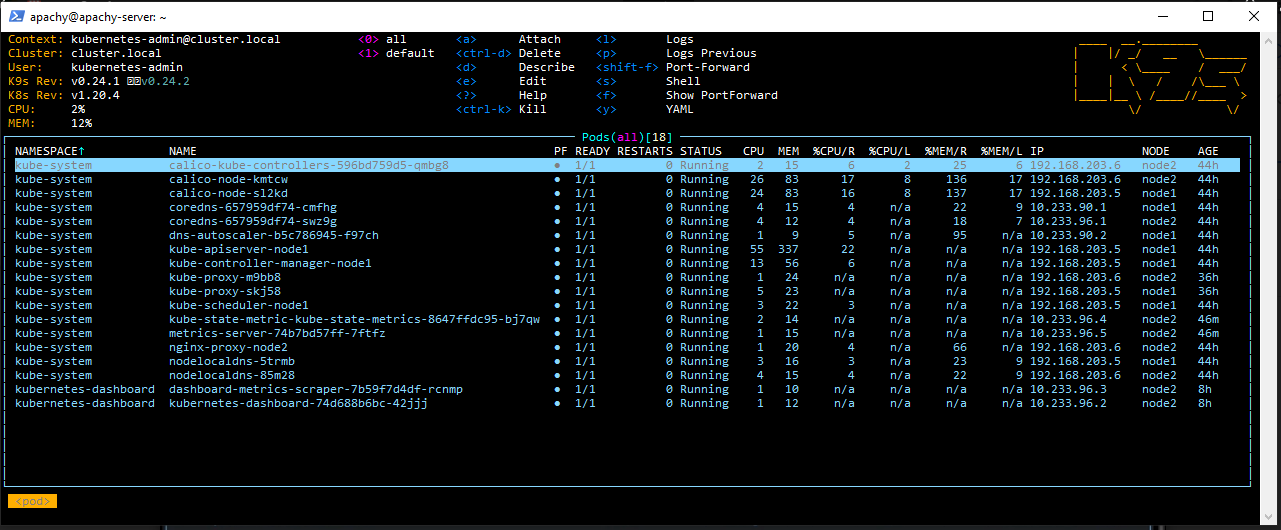 apachy@apachy-server: ~
Context: kubernetes-admin@cluster.local <0> all <a> Attach <l> Logs
Cluster: cluster.local <1> default <ctrl-d> Delete <p> Logs Previous
User: kubernetes-admin <d> Describe <shift-f> Port-Forward
K9s Rev: v0.24.1 v0.24.2 <e> Edit <s> Shell
K8s Rev: v1.20.4 <?> Help <f> Show PortForward
CPU: 2% <ctrl-k> Kill <y> YAML
MEM: 12%
Pods(all)[18]
NAMESPACE↑ NAME PF READY RESTARTS STATUS CPU MEM %CPU/R %CPU/L %MEM/R %MEM/L IP NODE AGE
kube-system calico-kube-controllers-596bd759d5-qmbg8 ● 1/1 0 Running 2 15 6 2 25 6 192.168.203.6 node2 44h
kube-system calico-node-kmtcw ● 1/1 0 Running 26 83 17 8 136 17 192.168.203.6 node2 44h
kube-system calico-node-sl2kd ● 1/1 0 Running 24 83 16 8 137 17 192.168.203.5 node1 44h
kube-system coredns-657959df74-cmfhg ● 1/1 0 Running 4 15 4 n/a 22 9 10.233.90.1 node1 44h
kube-system coredns-657959df74-swz9g ● 1/1 0 Running 4 12 4 n/a 18 7 10.233.96.1 node2 44h
kube-system dns-autoscaler-b5c786945-f97ch ● 1/1 0 Running 1 9 5 n/a 95 n/a 10.233.90.2 node1 44h
kube-system kube-apiserver-node1 ● 1/1 0 Running 55 337 22 n/a n/a n/a 192.168.203.5 node1 44h
kube-system kube-controller-manager-node1 ● 1/1 0 Running 13 56 6 n/a n/a n/a 192.168.203.5 node1 44h
kube-system kube-proxy-m9bb8 ● 1/1 0 Running 1 24 n/a n/a n/a n/a 192.168.203.6 node2 36h
kube-system kube-proxy-skj58 ● 1/1 0 Running 5 23 n/a n/a n/a n/a 192.168.203.5 node1 36h
kube-system kube-scheduler-node1 ● 1/1 0 Running 3 22 3 n/a n/a n/a 192.168.203.5 node1 44h
kube-system kube-state-metric-kube-state-metrics-8647ffdc95-bj7qw ● 1/1 0 Running 2 14 n/a n/a n/a n/a 10.233.96.4 node2 46m
kube-system metrics-server-74b7bd57ff-7ftfz ● 1/1 0 Running 1 15 n/a n/a n/a n/a 10.233.96.5 node2 46m
kube-system nginx-proxy-node2 ● 1/1 0 Running 1 20 4 n/a 66 n/a 192.168.203.6 node2 44h
kube-system nodelocaldns-5trmb ● 1/1 0 Running 3 16 3 n/a 23 9 192.168.203.5 node1 44h
kube-system nodelocaldns-85m28 ● 1/1 0 Running 4 15 4 n/a 22 9 192.168.203.6 node2 44h
kubernetes-dashboard dashboard-metrics-scraper-7b59f7d4df-rcnmp ● 1/1 0 Running 1 10 n/a n/a n/a n/a 10.233.96.3 node2 8h
kubernetes-dashboard kubernetes-dashboard-74d688b6bc-42jjj ● 1/1 0 Running 1 12 n/a n/a n/a n/a 10.233.96.2 node2 8h
<pod>